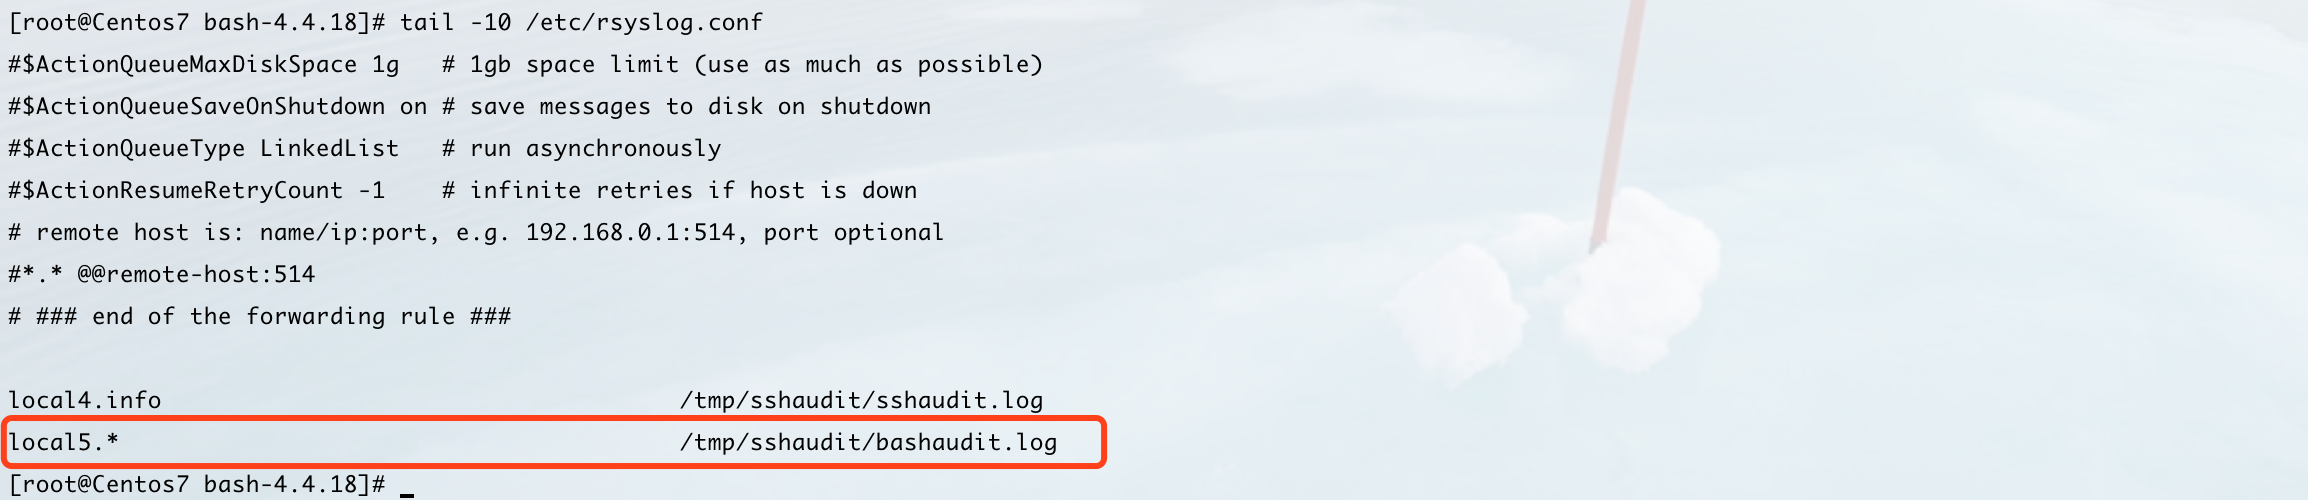 [root@Centos7 bash-4.4.18]# tail -10 /etc/rsyslog.conf
#$ActionQueueMaxDiskSpace 1g   # 1gb space limit (use as much as possible)
#$ActionQueueSaveOnShutdown on # save messages to disk on shutdown
#$ActionQueueType LinkedList   # run asynchronously
#$ActionResumeRetryCount -1    # infinite retries if host is down
# remote host is: name/ip:port, e.g. 192.168.0.1:514, port optional
#*.* @@remote-host:514
# ### end of the forwarding rule ###
local4.info                                     /tmp/sshaudit/sshaudit.log
local5.*                                        /tmp/sshaudit/bashaudit.log
[root@Centos7 bash-4.4.18]#